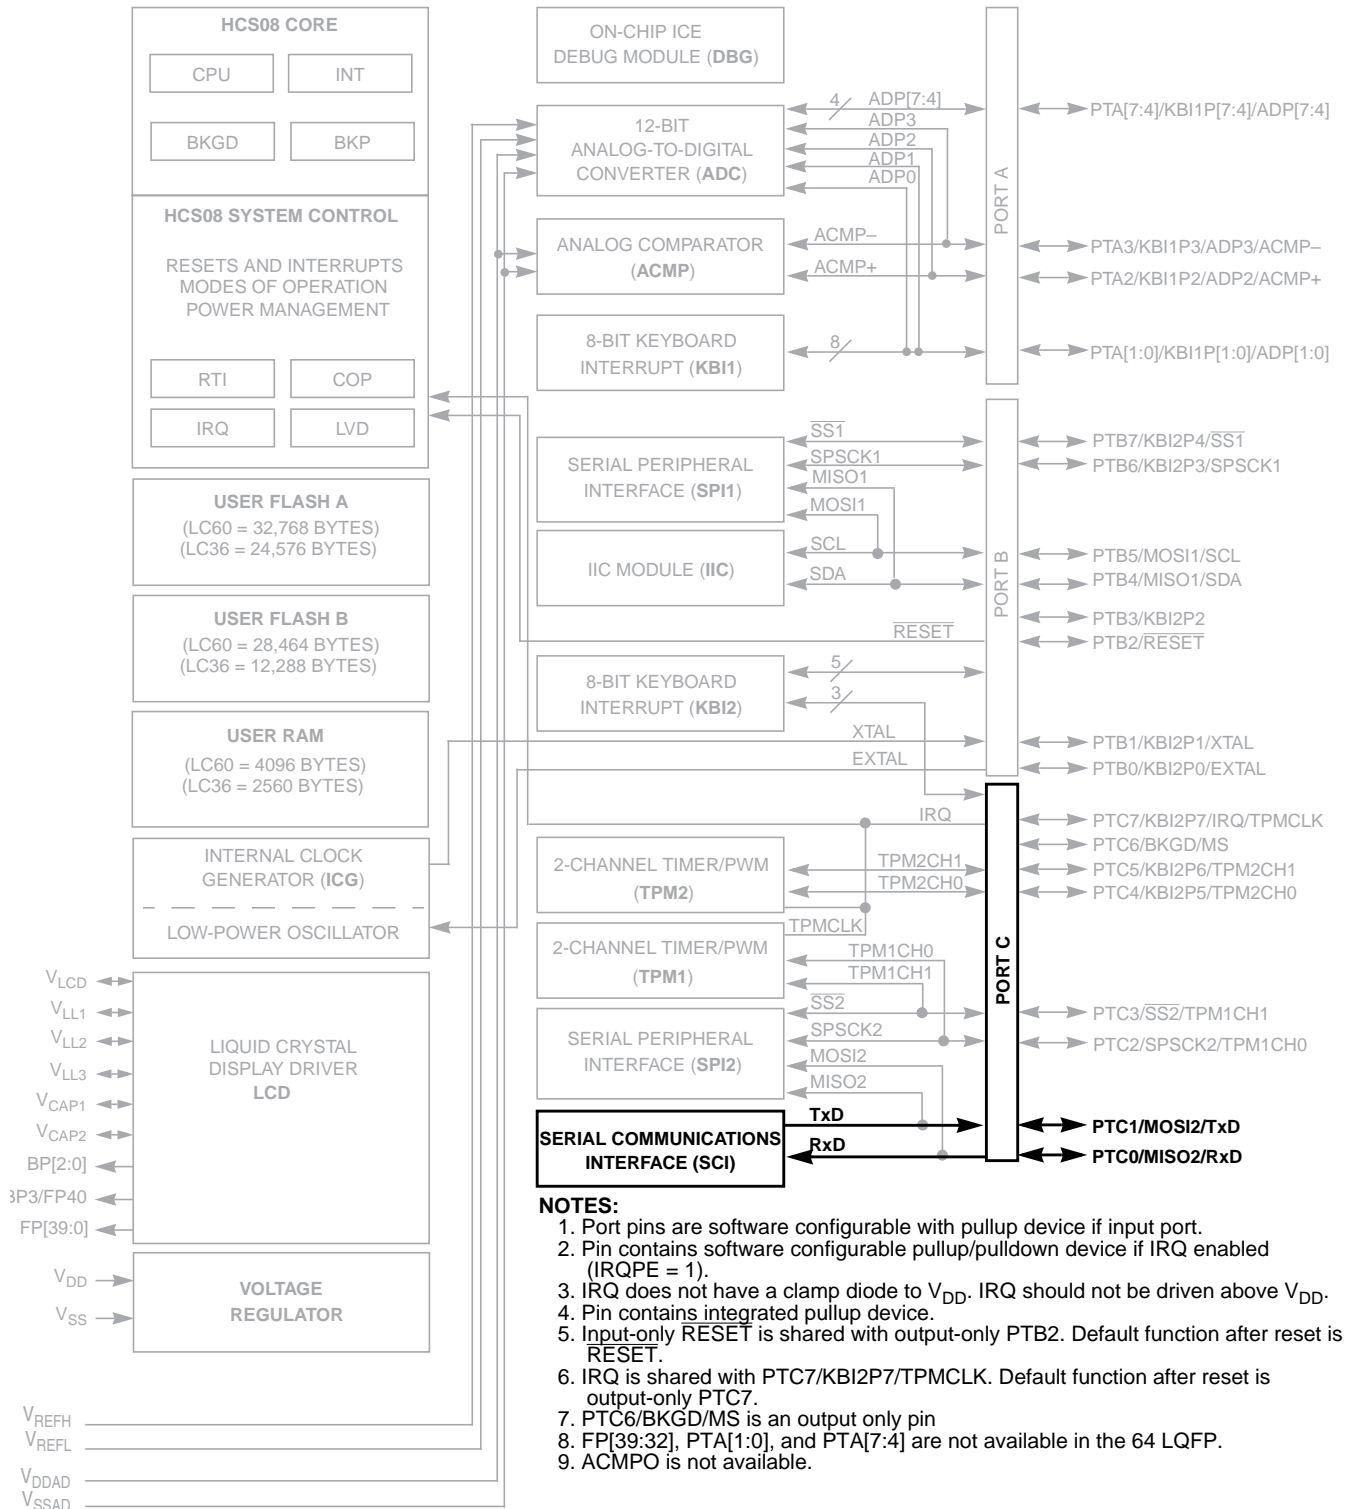 HCS08 CORE
CPU
INT
BKGD
BKP
HCS08 SYSTEM CONTROL
RESETS AND INTERRUPTS
MODES OF OPERATION
POWER MANAGEMENT
RTI
COP
IRQ
LVD
USER FLASH A
(LC60 = 32,768 BYTES)
(LC36 = 24,576 BYTES)
USER FLASH B
(LC60 = 28,464 BYTES)
(LC36 = 12,288 BYTES)
USER RAM
(LC60 = 4096 BYTES)
(LC36 = 2560 BYTES)
INTERNAL CLOCK
GENERATOR (ICG)
LOW-POWER OSCILLATOR
VLCD
VLL1
VLL2
VLL3
VCAP1
VCAP2
BP[2:0]
BP3/FP40
FP[39:0]
LIQUID CRYSTAL
DISPLAY DRIVER
LCD
VDD
VSS
VOLTAGE
REGULATOR
VREFH
VREFL
VDDAD
VSSAD
ON-CHIP ICE
DEBUG MODULE (DBG)
12-BIT
ANALOG-TO-DIGITAL
CONVERTER (ADC)
4
ADP[7:4]
ADP3
ADP2
ADP1
ADP0
ANALOG COMPARATOR
(ACMP)
ACMP–
ACMP+
8-BIT KEYBOARD
INTERRUPT (KBI1)
8
PORT A
PTA[7:4]/KBI1P[7:4]/ADP[7:4]
PTA3/KBI1P3/ADP3/ACMP–
PTA2/KBI1P2/ADP2/ACMP+
PTA[1:0]/KBI1P[1:0]/ADP[1:0]
SERIAL PERIPHERAL
INTERFACE (SPI1)
SS1
SPSCK1
MISO1
MOSI1
IIC MODULE (IIC)
SCL
SDA
RESET
8-BIT KEYBOARD
INTERRUPT (KBI2)
5
3
XTAL
EXTAL
PORT B
PTB7/KBI2P4/SS1
PTB6/KBI2P3/SPSCK1
PTB5/MOSI1/SCL
PTB4/MISO1/SDA
PTB3/KBI2P2
PTB2/RESET
PTB1/KBI2P1/XTAL
PTB0/KBI2P0/EXTAL
IRQ
2-CHANNEL TIMER/PWM
(TPM2)
TPM2CH1
TPM2CH0
TPMCLK
2-CHANNEL TIMER/PWM
(TPM1)
TPM1CH0
TPM1CH1
SERIAL PERIPHERAL
INTERFACE (SPI2)
SS2
SPSCK2
MOSI2
MISO2
SERIAL COMMUNICATIONS
INTERFACE (SCI)
TxD
RxD
PORT C
PTC7/KBI2P7/IRQ/TPMCLK
PTC6/BKGD/MS
PTC5/KBI2P6/TPM2CH1
PTC4/KBI2P5/TPM2CH0
PTC3/SS2/TPM1CH1
PTC2/SPSCK2/TPM1CH0
PTC1/MOSI2/TxD
PTC0/MISO2/RxD
NOTES:
1. Port pins are software configurable with pullup device if input port.
2. Pin contains software configurable pullup/pulldown device if IRQ enabled
(IRQPE = 1).
3. IRQ does not have a clamp diode to VDD. IRQ should not be driven above VDD.
4. Pin contains integrated pullup device.
5. Input-only RESET is shared with output-only PTB2. Default function after reset is
RESET.
6. IRQ is shared with PTC7/KBI2P7/TPMCLK. Default function after reset is
output-only PTC7.
7. PTC6/BKGD/MS is an output only pin
8. FP[39:32], PTA[1:0], and PTA[7:4] are not available in the 64 LQFP.
9. ACMPO is not available.